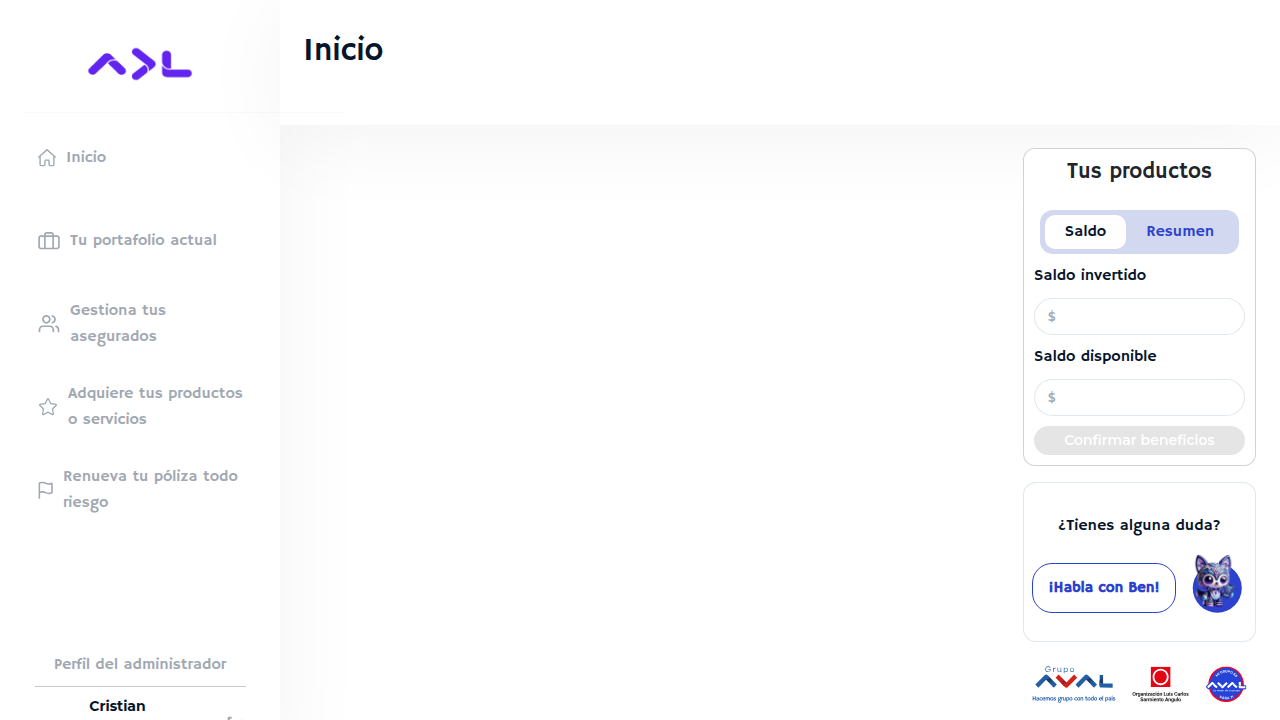 Inicio
Inicio
Tu portafolio actual
Gestiona tus
asegurados
Adquiere tus productos
o servicios
Renueva tu póliza todo
riesgo
Perfil del administrador
Cristian
Tus productos
Saldo
Resumen
Saldo invertido
$
Saldo disponible
$
Confirmar beneficios
¿Tienes alguna duda?
¡Habla con Ben!
Grupo
AVAL
Hacemos grupo con todo el país
Organización Luis Carlos
Sarmiento Angulo
AVAL